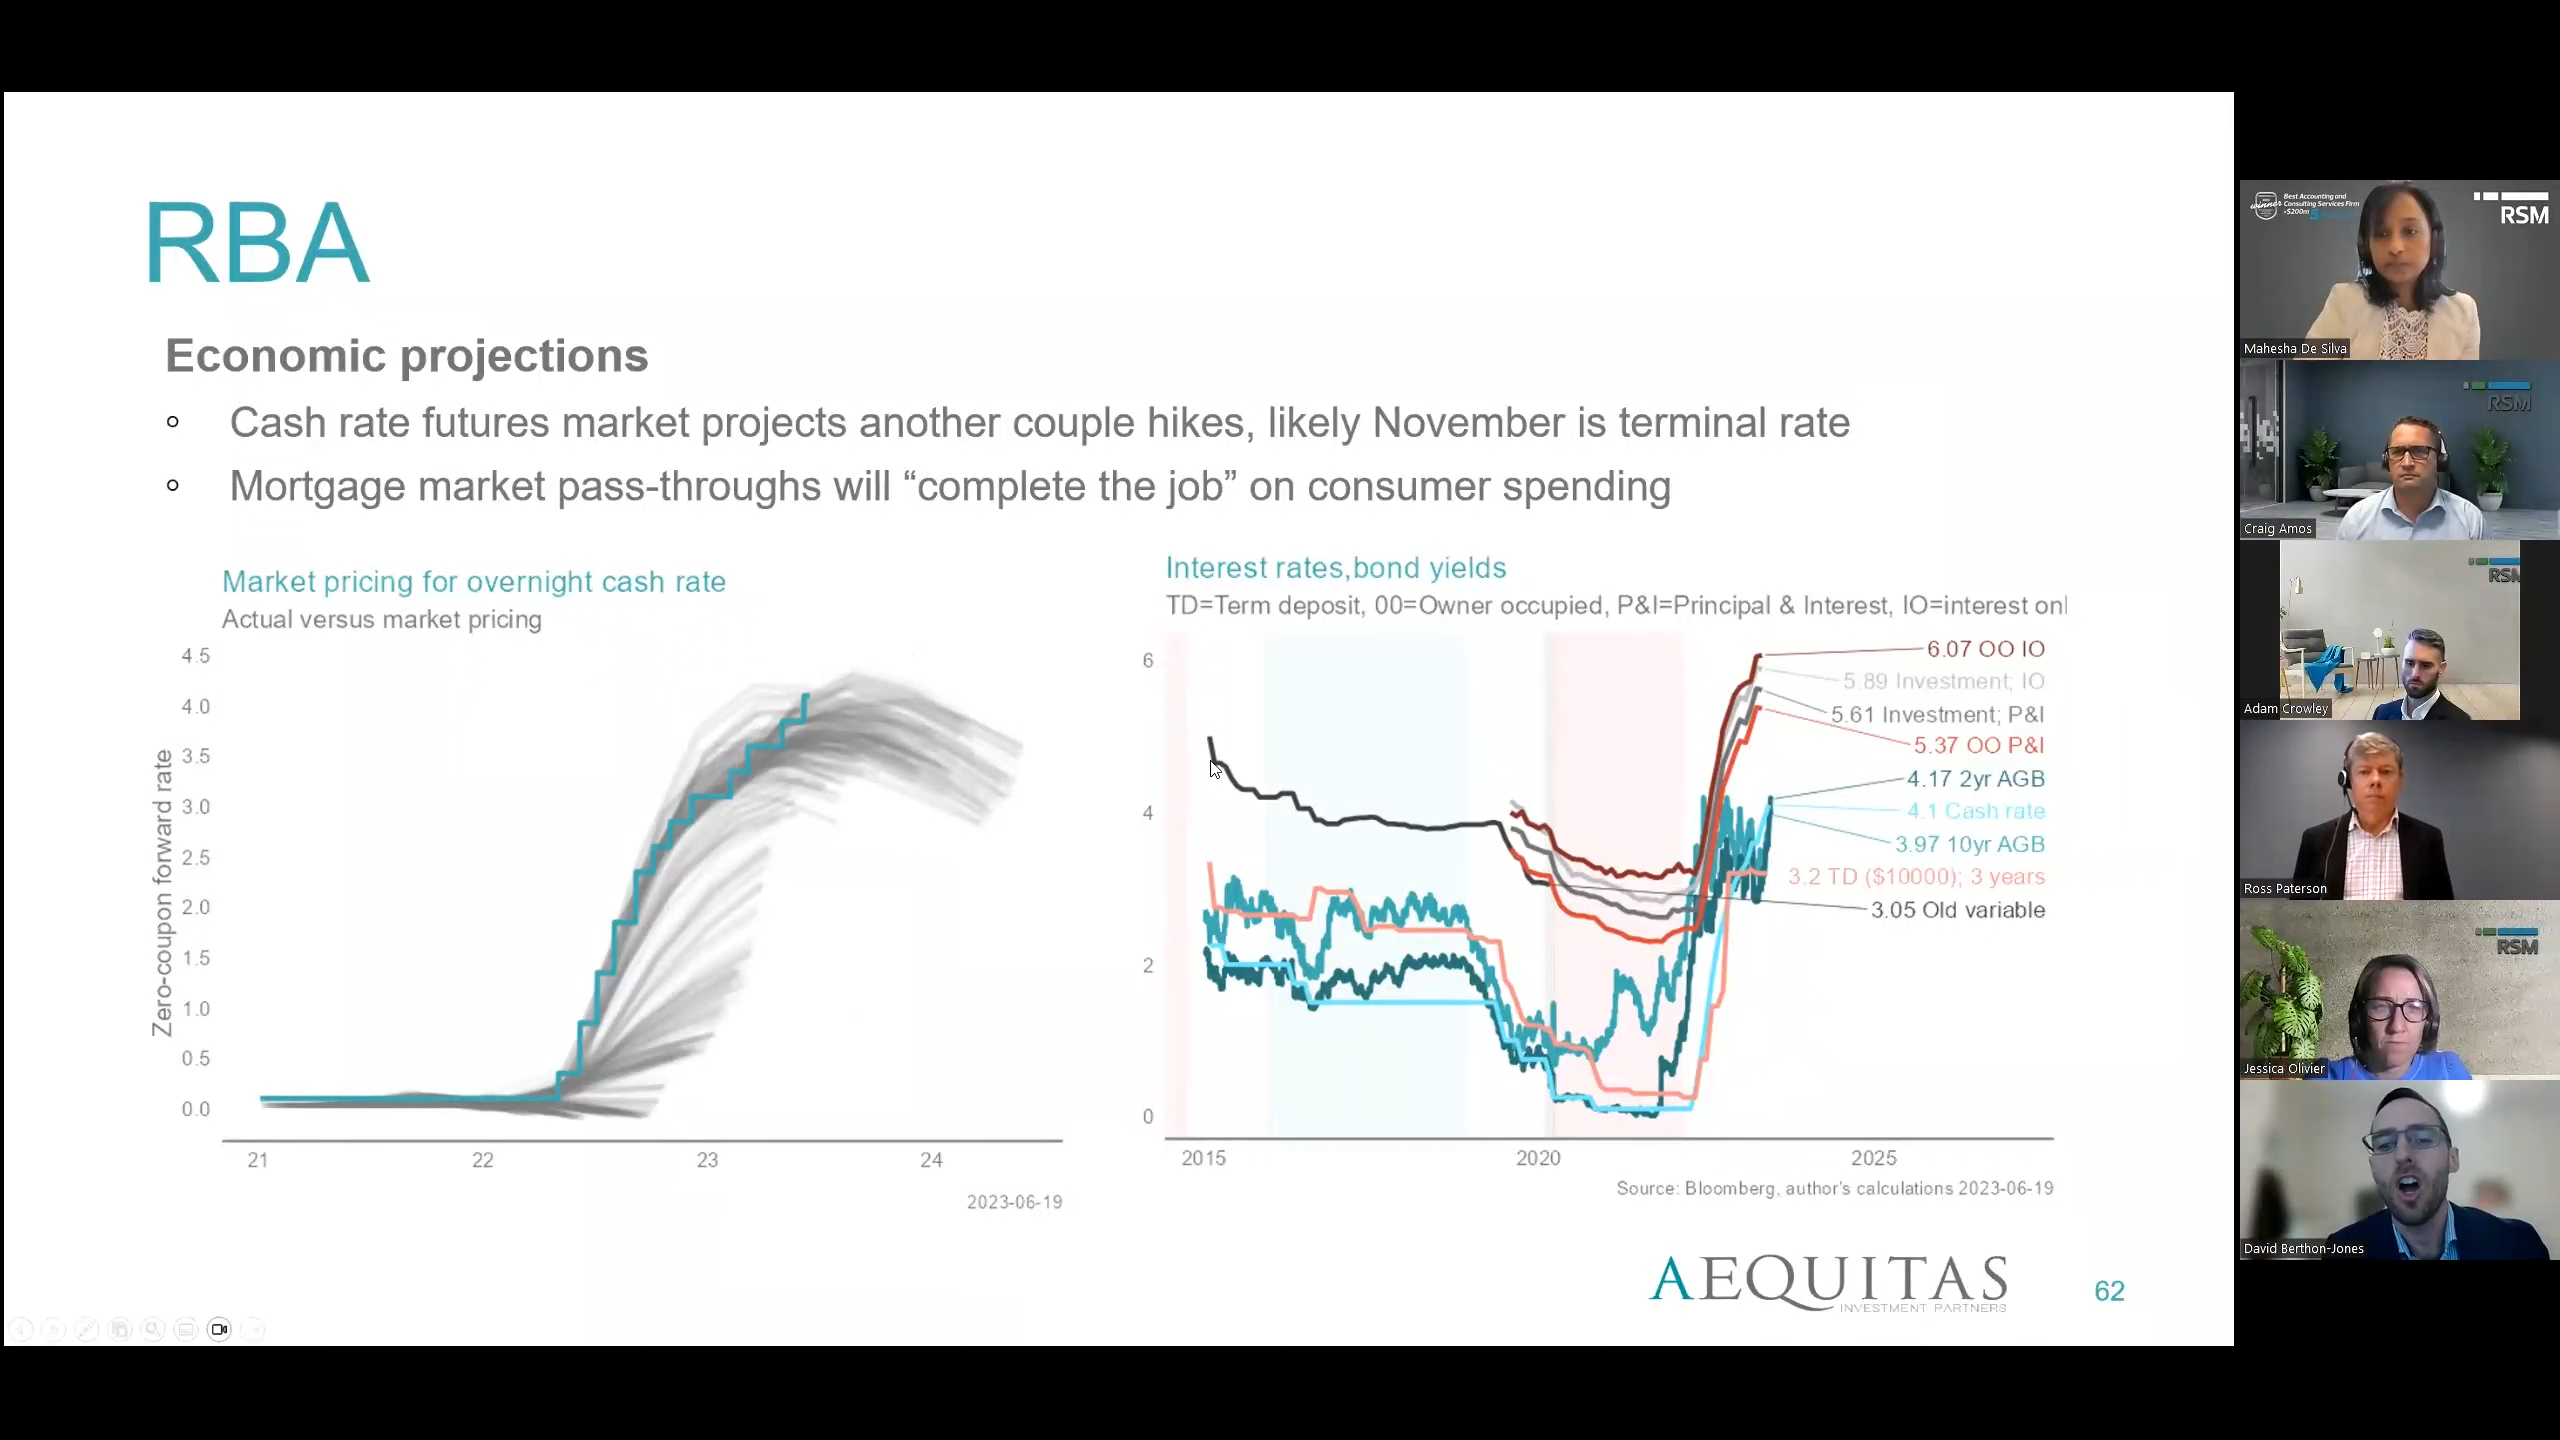 RBA
Economic projections
Cash rate futures market projects another couple hikes, likely November is terminal rate
Mortgage market pass-throughs will “complete the job” on consumer spending
Market pricing for overnight cash rate
Actual versus market pricing
Zero-coupon forward rate
4.5
4.0
3.5
3.0
2.5
2.0
1.5
1.0
0.5
0.0
21 22 23 24
2023-06-19
Interest rates,bond yields
TD=Term deposit, 00=Owner occupied, P&I=Principal & Interest, IO=interest onl
6
4
2
0
6.07 OO IO
5.89 Investment; IO
5.61 Investment; P&I
5.37 OO P&I
4.17 2yr AGB
4.1 Cash rate
3.97 10yr AGB
3.2 TD ($10000); 3 years
3.05 Old variable
2015 2020 2025
Source: Bloomberg, author's calculations 2023-06-19
AEQUITAS
INVESTMENT PARTNERS
62
winner
Best Accounting and
Consulting Services Firm
RSM
Mahesha De Silva
RSM
Craig Amos
RSM
Adam Crowley
Ross Paterson
RSM
Jessica Olivier
David Berthon-Jones